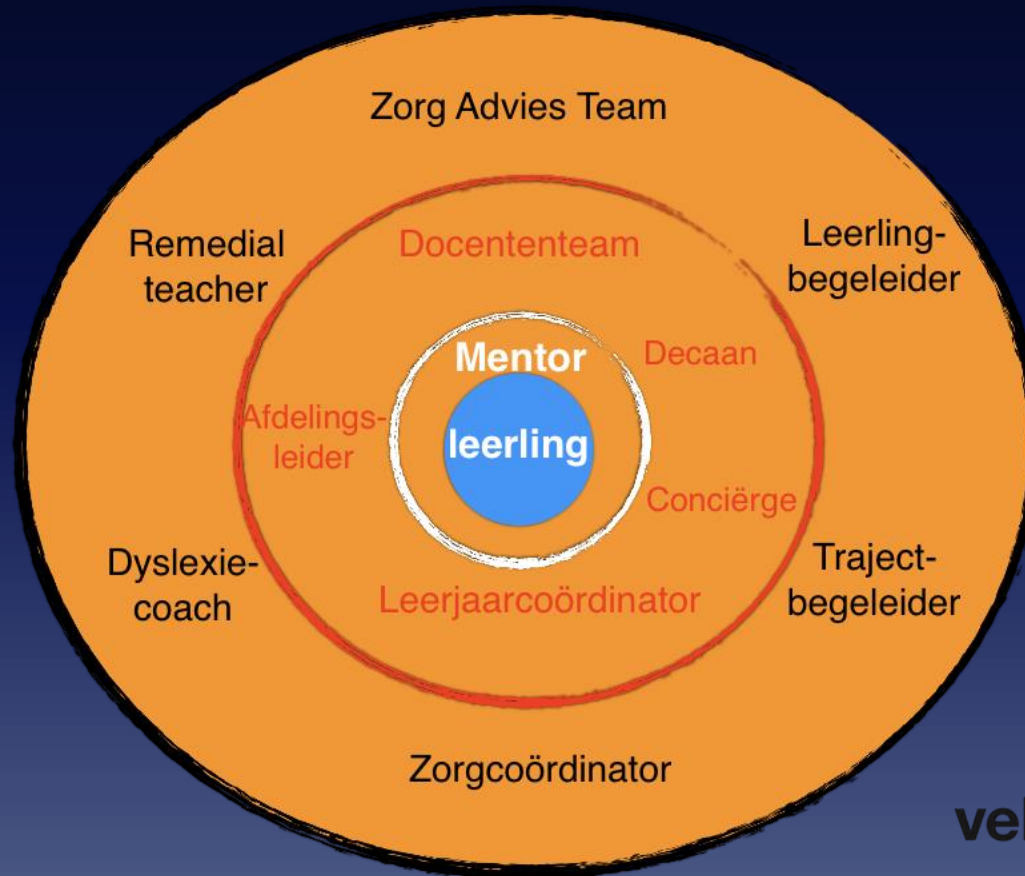 Zorg Advies Team
Remedial
teacher
Docententeam
Leerling-
begeleider
Mentor
Decaan
Afdelings-
leider
leerling
Conciërge
Dyslexie-
coach
Leerjaarcoördinator
Traject-
begeleider
Zorgcoördinator